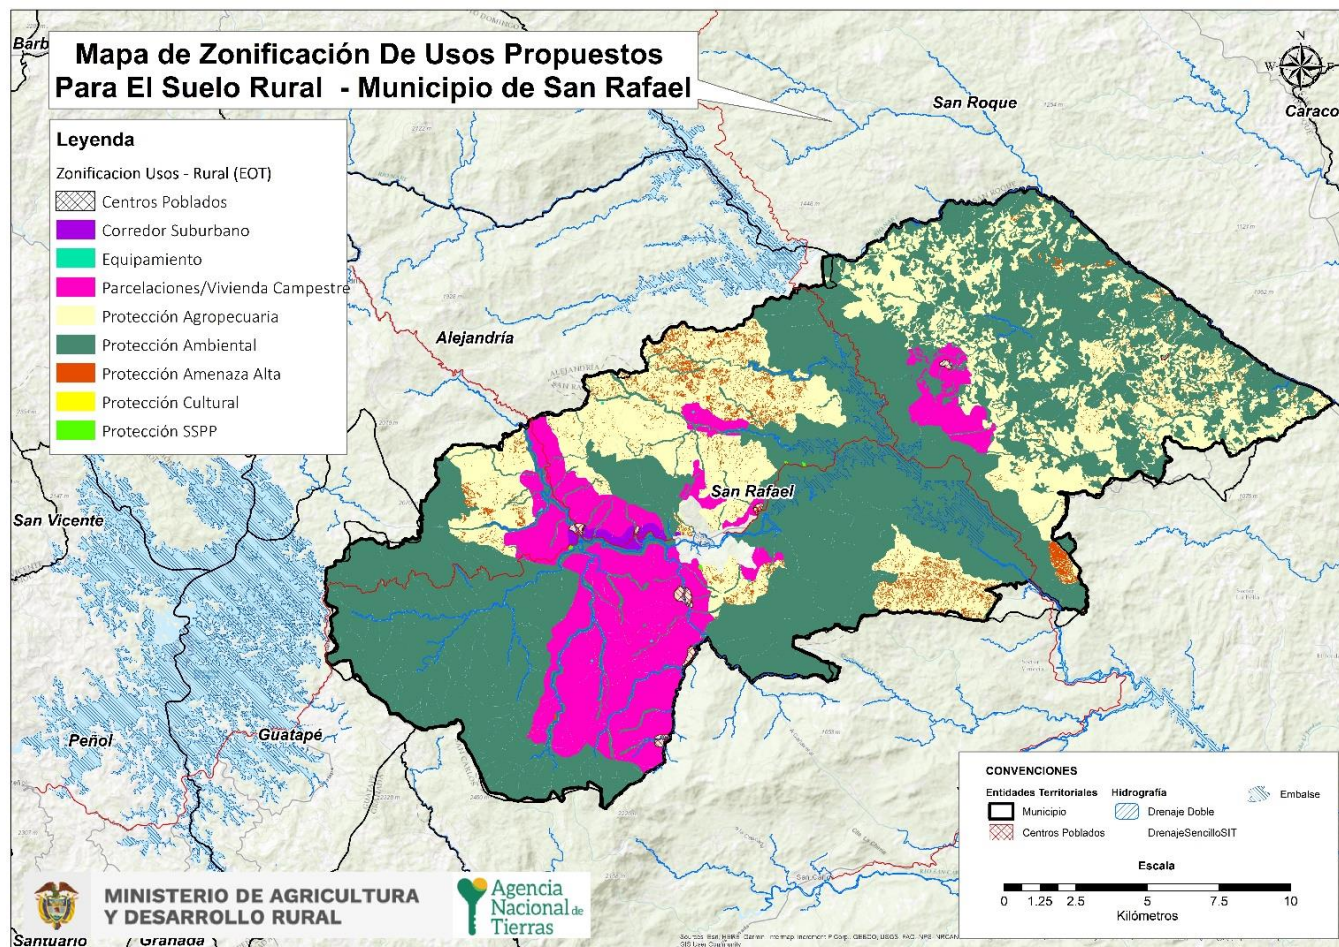 Mapa de Zonificación De Usos Propuestos
Para El Suelo Rural - Municipio de San Rafael
Barb
San Roque
Caraco
N
W
E
S
Leyenda
Zonificacion Usos - Rural (EOT)
Centros Poblados
Corredor Suburbano
Equipamiento
Parcelaciones/Vivienda Campestre
Protección Agropecuaria
Protección Ambiental
Protección Amenaza Alta
Protección Cultural
Protección SSPP
Alejandría
San Rafael
San Vicente
Peñol
Guatapé
CONVENCIONES
Entidades Territoriales
Hidrografía
Municipio
Drenaje Doble
Embalse
Centros Poblados
DrenajeSencilloSIT
Escala
0 1.25 2.5 5 7.5 10
Kilómetros
MINISTERIO DE AGRICULTURA
Y DESARROLLO RURAL
Agencia
Nacional de
Tierras
Santuario
Granada